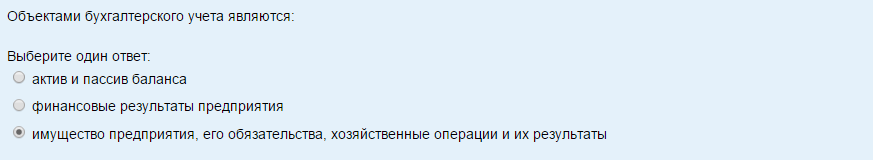 Объектами бухгалтерского учета являются:
Выберите один ответ:
актив и пассив баланса
финансовые результаты предприятия
имущество предприятия, его обязательства, хозяйственные операции и их результаты